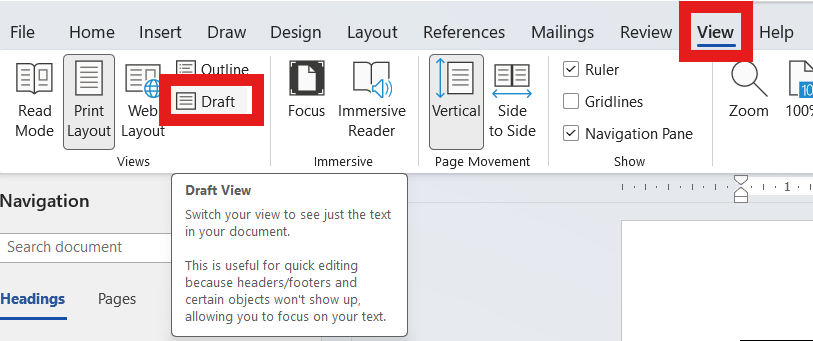 File Home Insert Draw Design Layout References Mailings Review View Help
Read Mode
Print Layout
Web Layout
Outline
Draft
Views
Focus
Immersive Reader
Immersive
Vertical
Side to Side
Page Movement
Ruler
Gridlines
Navigation Pane
Show
Zoom
100%
Draft View
Switch your view to see just the text
in your document.
This is useful for quick editing
because headers/footers and
certain objects won't show up,
allowing you to focus on your text.
Navigation
Search document
Headings Pages
1